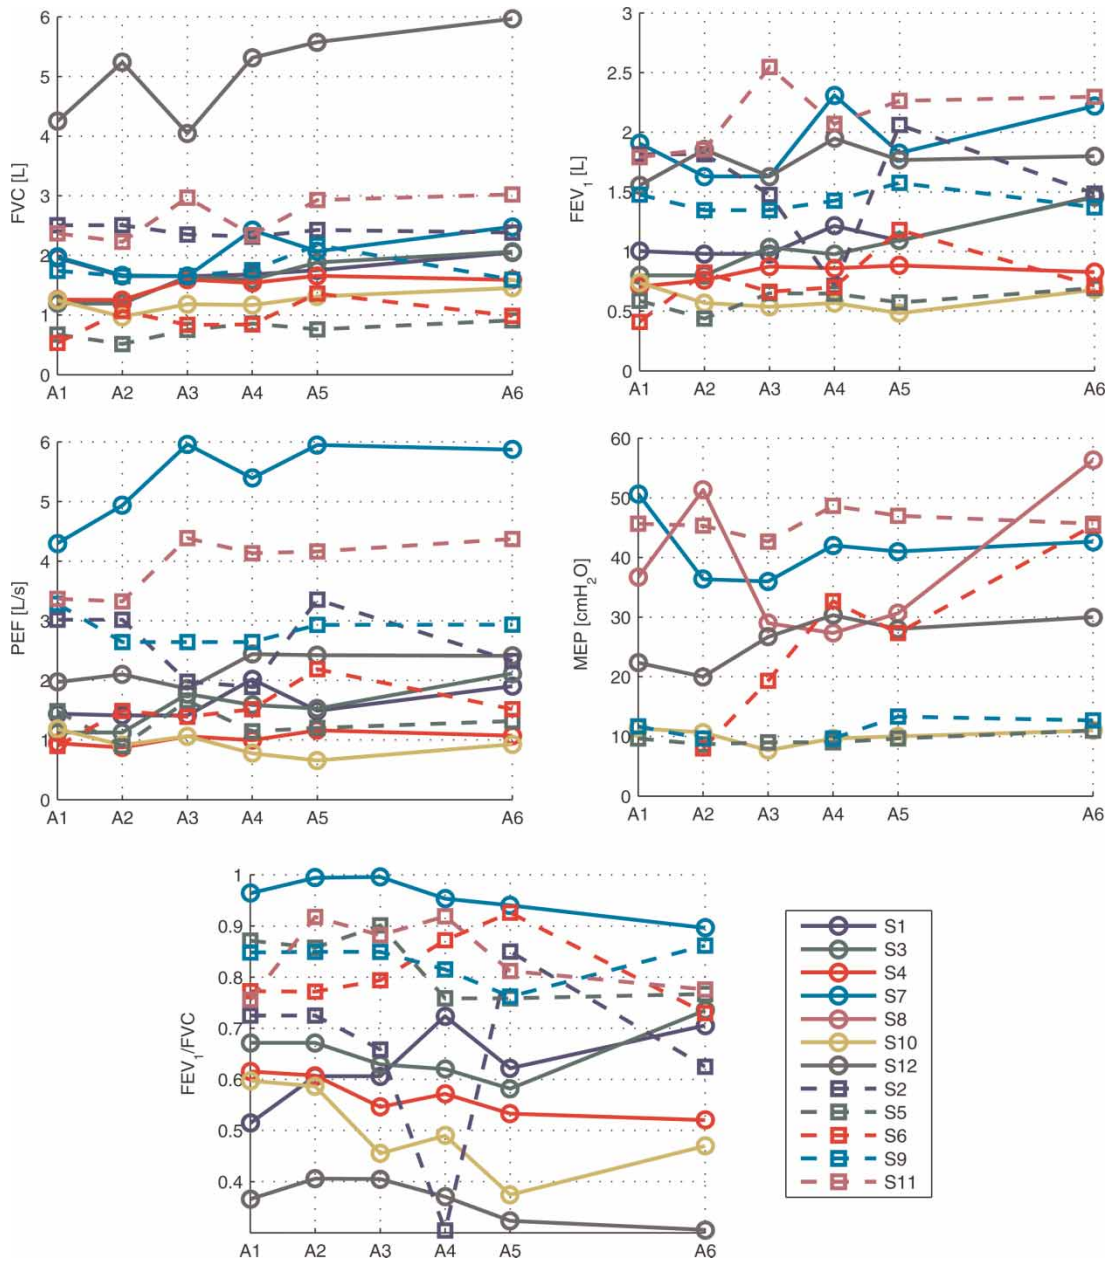 6
5
4
3
2
1
0
FVC [L]
A1 A2 A3 A4 A5 A6
3
2.5
2
1.5
1
0.5
0
FEV1 [L]
A1 A2 A3 A4 A5 A6
6
5
4
3
2
1
0
PEF [L/s]
A1 A2 A3 A4 A5 A6
60
50
40
30
20
10
0
MEP [cmH2O]
A1 A2 A3 A4 A5 A6
1
0.9
0.8
0.7
0.6
0.5
0.4
FEV1/FVC
A1 A2 A3 A4 A5 A6
S1
S3
S4
S7
S8
S10
S12
S2
S5
S6
S9
S11